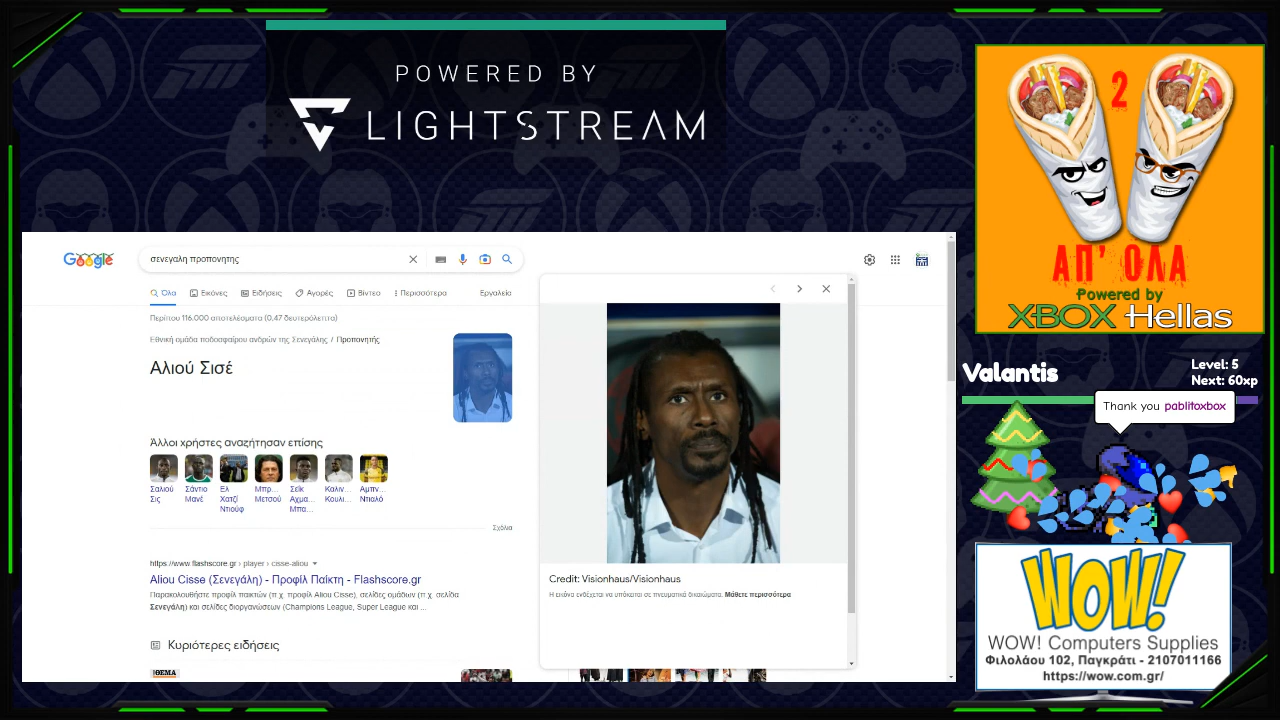 POWERED BY
LIGHTSTREAM
Google
σενεγαλη προπονητης
Όλα
Εικόνες
Ειδήσεις
Αγορές
Βίντεο
Περισσότερα
Εργαλεία
Περίπου 116.000 αποτελέσματα (0,47 δευτερόλεπτα)
Εθνική ομάδα ποδοσφαίρου ανδρών της Σενεγάλης / Προπονητής
Αλιού Σισέ
Άλλοι χρήστες αναζήτησαν επίσης
Σαλιού Σις
Σάντιο Μανέ
Ελ Χατζί Ντιούφ
Μπρ... Μετσού
Σεΐκ Αχμα... Μπα...
Καλιν... Κουλι...
Αμπν... Ντιαλό
Σχόλια
https://www.flashscore.gr › player › cisse-aliou
Aliou Cisse (Σενεγάλη) - Προφίλ Παίκτη - Flashscore.gr
Παρακολουθήστε προφίλ παικτών (π.χ. προφίλ Aliou Cisse), σελίδες ομάδων (π.χ. σελίδα
Σενεγάλη) και σελίδες διοργανώσεων (Champions League, Super League και ...
Κυριότερες ειδήσεις
ΘΕΜΑ
Credit: Visionhaus/Visionhaus
Η εικόνα ενδέχεται να υπόκειται σε πνευματικά δικαιώματα. Μάθετε περισσότερα
2
ΑΠ' ΟΛΑ
Powered by
XBOX Hellas
Valantis
Level: 5
Next: 60xp
Thank you pablitoxbox
WOW!
WOW! Computers Supplies
Φιλολάου 102, Παγκράτι - 2107011166
https://wow.com.gr/